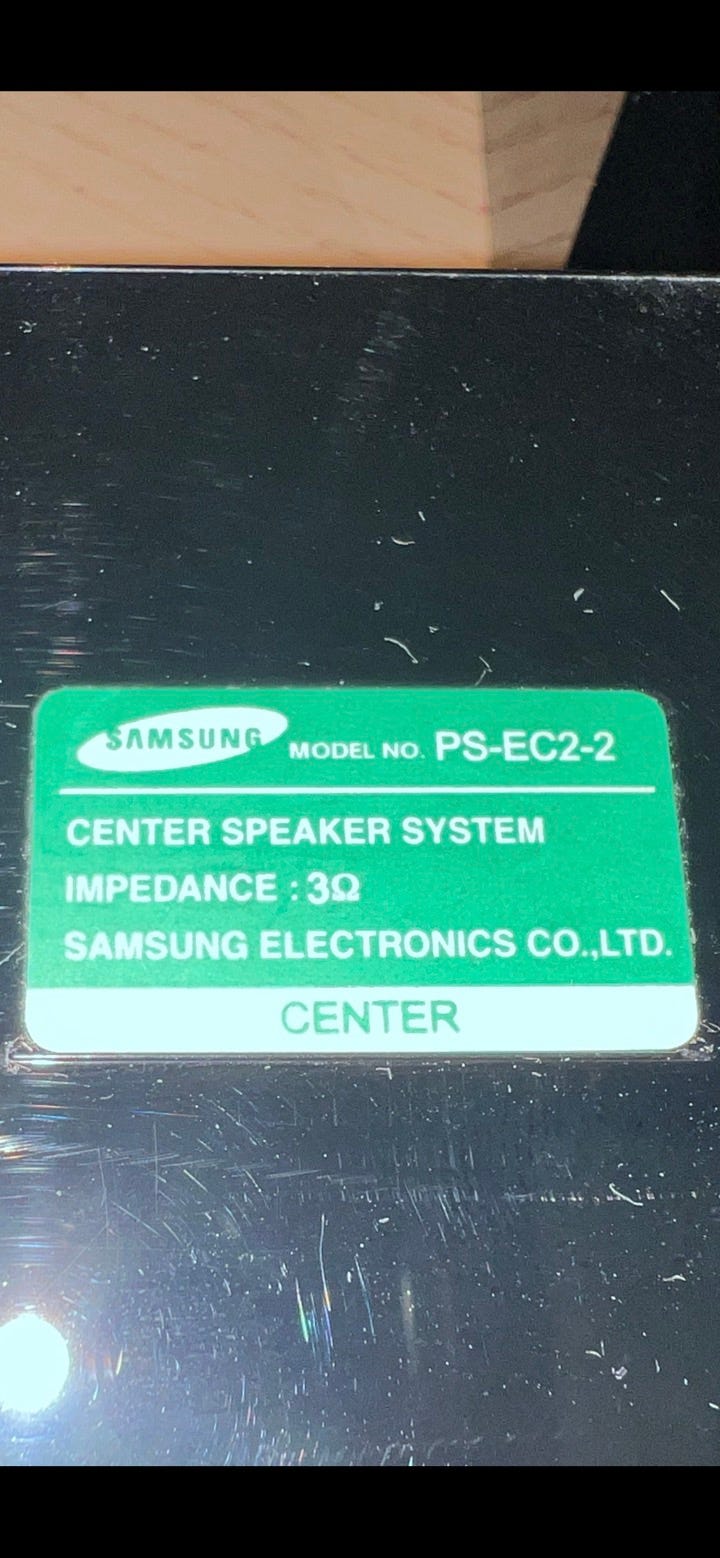 SAMSUNG MODEL NO. PS-EC2-2
CENTER SPEAKER SYSTEM
IMPEDANCE : 3Ω
SAMSUNG ELECTRONICS CO.,LTD.
CENTER